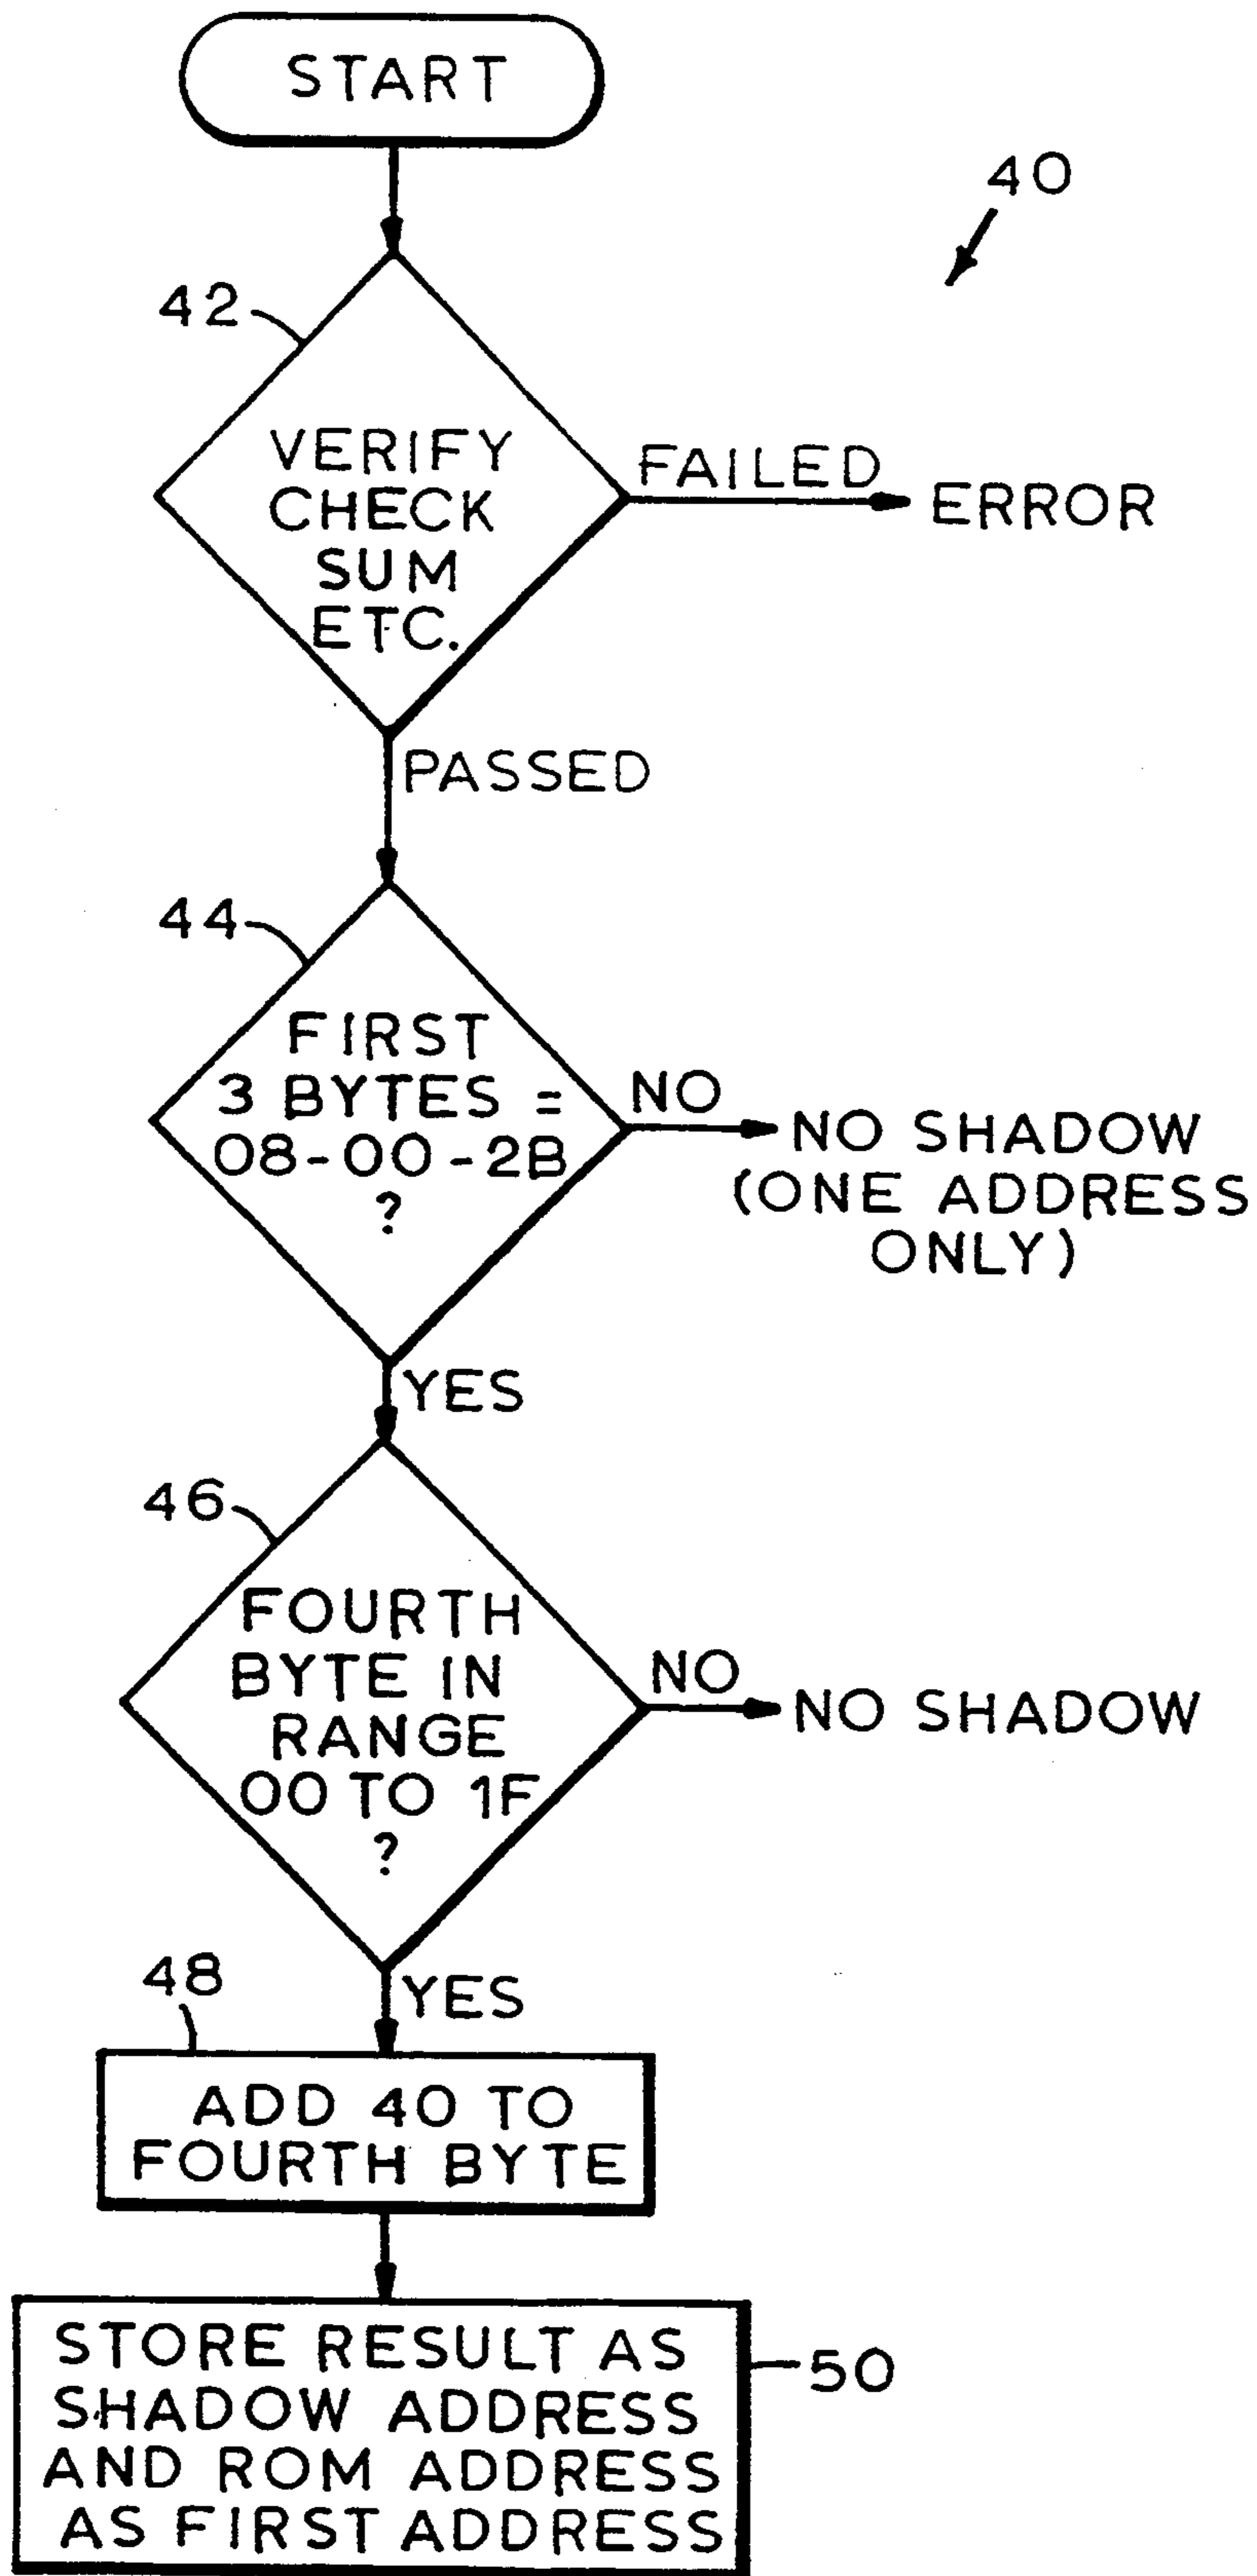 START
40
42
VERIFY
CHECK
SUM
ETC.
FAILED
ERROR
PASSED
44
FIRST
3 BYTES =
08-00-2B
?
NO
NO SHADOW
(ONE ADDRESS
ONLY)
YES
46
FOURTH
BYTE IN
RANGE
00 TO 1F
?
NO
NO SHADOW
YES
48
ADD 40 TO
FOURTH BYTE
STORE RESULT AS
SHADOW ADDRESS
AND ROM ADDRESS
AS FIRST ADDRESS
50